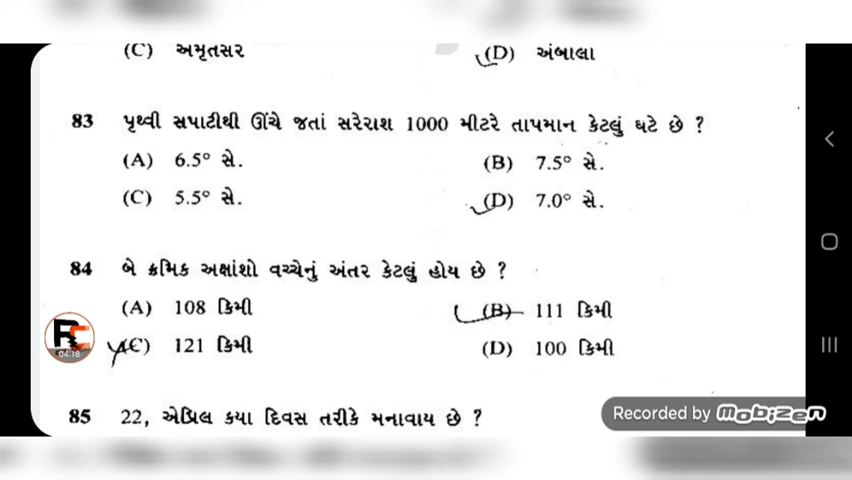 (C) અમૃતસર (D) અંબાલા
83 પૃથ્વી સપાટીથી ઊંચે જતાં સરેરાશ 1000 મીટરે તાપમાન કેટલું ઘટે છે ?
(A) 6.5° સે. (B) 7.5° સે.
(C) 5.5° સે. (D) 7.0° સે.
84 બે ક્રમિક અક્ષાંશો વચ્ચેનું અંતર કેટલું હોય છે ?
(A) 108 કિમી (B) 111 કિમી
(C) 121 કિમી (D) 100 કિમી
04:18
85 22, એપ્રિલ કયા દિવસ તરીકે મનાવાય છે ?
Recorded by Mobizen